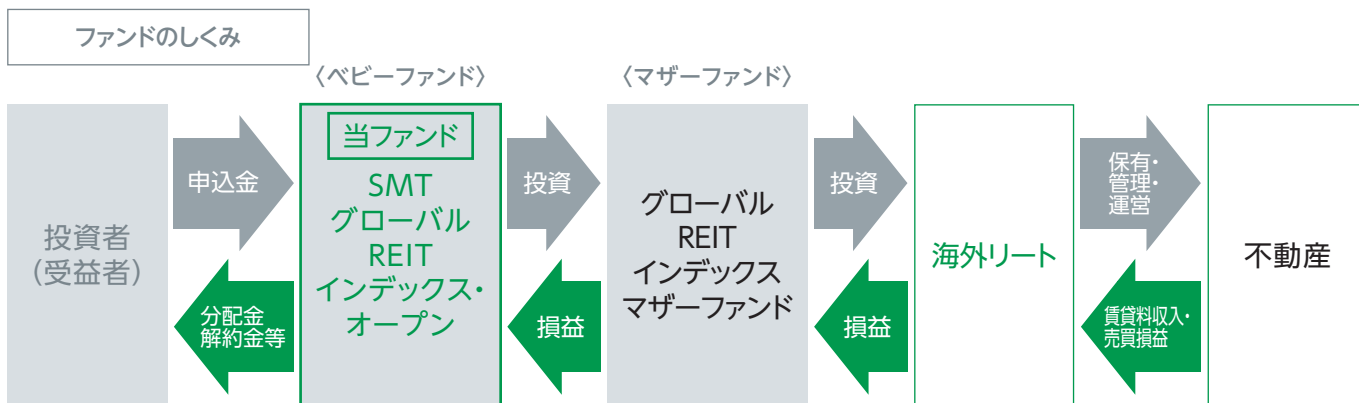 ファンドのしくみ
〈ベビーファンド〉
〈マザーファンド〉
投資者
(受益者)
申込金
分配金
解約金等
当ファンド
SMT
グローバル
REIT
インデックス・
オープン
投資
損益
グローバル
REIT
インデックス
マザーファンド
投資
損益
海外リート
保有・
管理・
運営
賃貸料収入・
売買損益
不動産